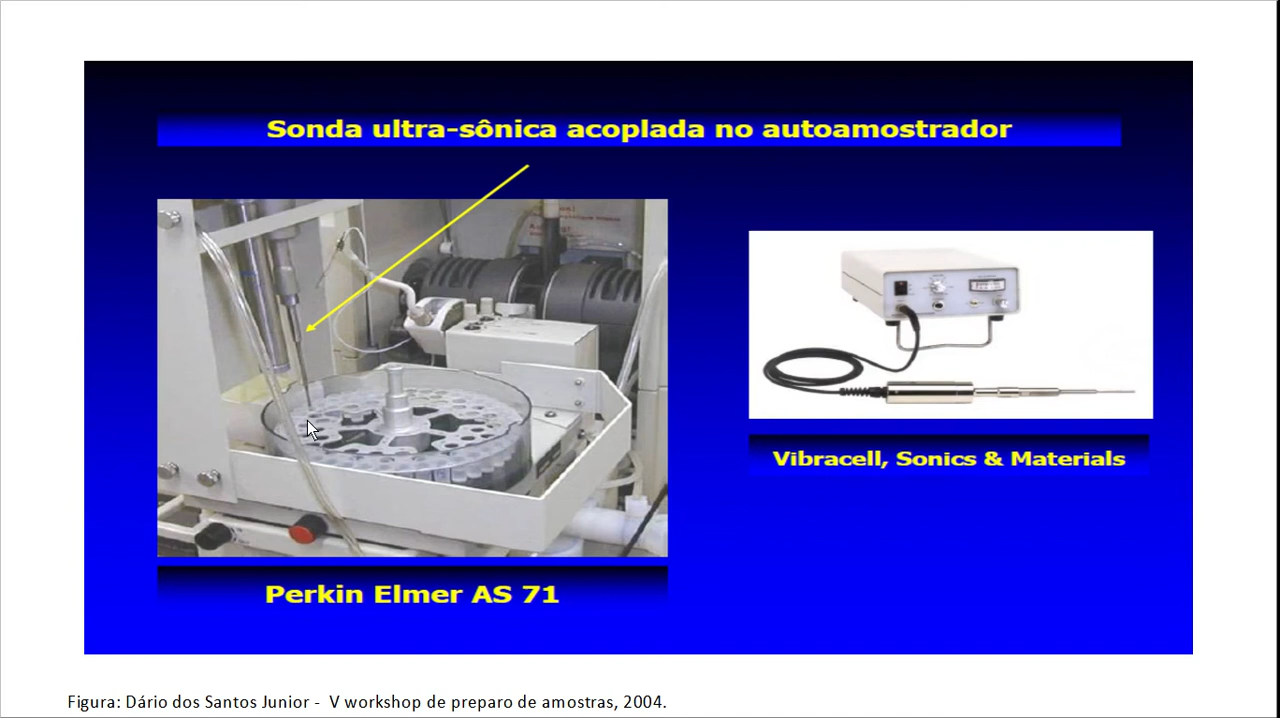 Sonda ultra-sônica acoplada no autoamostrador
Vibracell, Sonics & Materials
Perkin Elmer AS 71
Figura: Dário dos Santos Junior - V workshop de preparo de amostras, 2004.